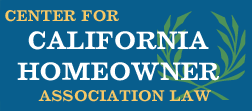 CENTER FOR
CALIFORNIA
HOMEOWNER
ASSOCIATION LAW